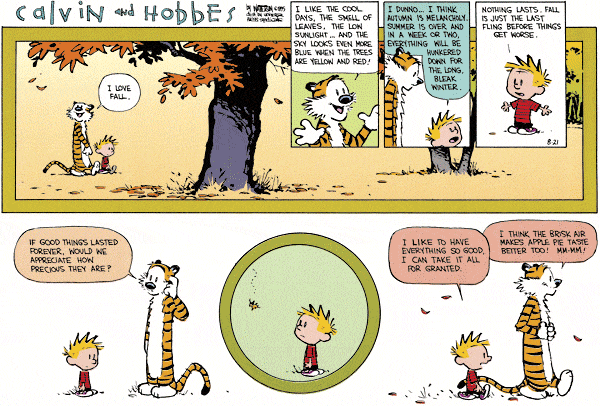 CALVIN and HOBBES
by WATTERSON
I LOVE
FALL.
I LIKE THE COOL
DAYS, THE SMELL OF
LEAVES, THE LOW
SUNLIGHT... AND THE
SKY LOOKS EVEN MORE
BLUE WHEN THE TREES
ARE YELLOW AND RED!
I DUNNO... I THINK
AUTUMN IS MELANCHOLY.
SUMMER IS OVER AND
IN A WEEK OR TWO,
EVERYTHING WILL BE
HUNKERED
DOWN FOR
THE LONG,
BLEAK
WINTER.
NOTHING LASTS. FALL
IS JUST THE LAST
FLING BEFORE THINGS
GET WORSE.
8·21
IF GOOD THINGS LASTED
FOREVER, WOULD WE
APPRECIATE HOW
PRECIOUS THEY ARE?
I LIKE TO HAVE
EVERYTHING SO GOOD,
I CAN TAKE IT ALL
FOR GRANTED.
I THINK THE BRISK AIR
MAKES APPLE PIE TASTE
BETTER TOO! MM-MM!